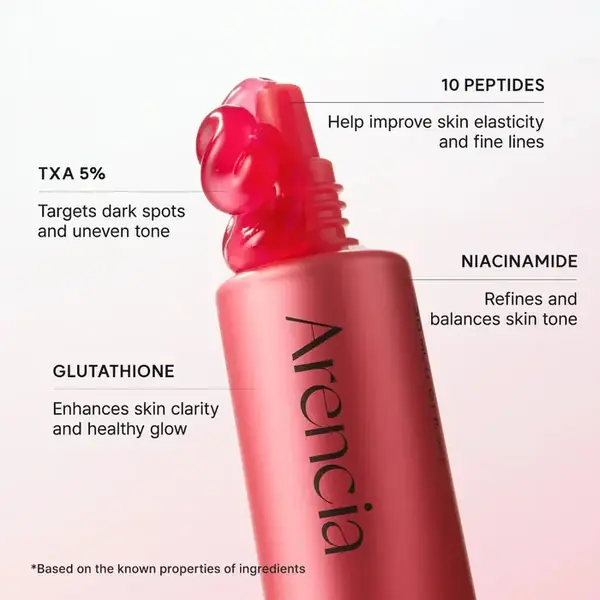 10 PEPTIDES
Help improve skin elasticity
and fine lines
TXA 5%
Targets dark spots
and uneven tone
NIACINAMIDE
Refines and
balances skin tone
GLUTATHIONE
Enhances skin clarity
and healthy glow
Arencia
*Based on the known properties of ingredients